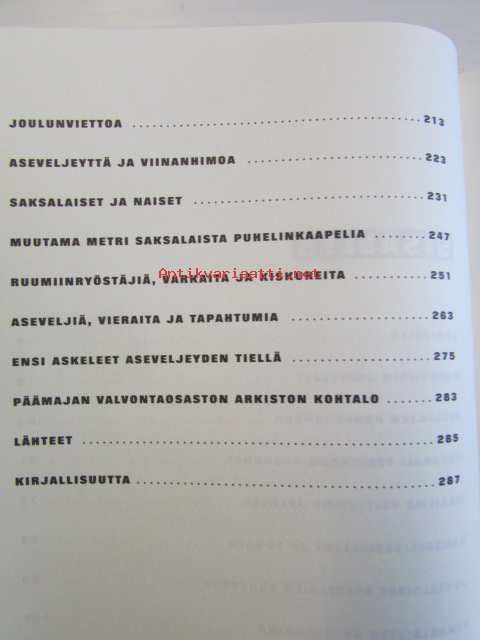 JOULUNVIETTOA .......................................... 213
ASEVELJEYTTÄ JA VIINANHIMOA .......................... 223
SAKSALAISET JA NAISET ................................. 231
MUUTAMA METRI SAKSALAISTA PUHELINKAAPELIA ........ 247
RUUMIINRYÖSTÄJIÄ, VARKAITA JA KISKUREITA ........... 251
Antikvariaatti.net
ASEVELJIÄ, VIERAITA JA TAPAHTUMIA .................... 263
ENSI ASKELEET ASEVELJEYDEN TIELLÄ .................... 275
PÄÄMAJAN VALVONTAOSASTON ARKISTON KOHTALO ....... 283
LÄHTEET .................................................. 285
KIRJALLISUUTTA ........................................... 287